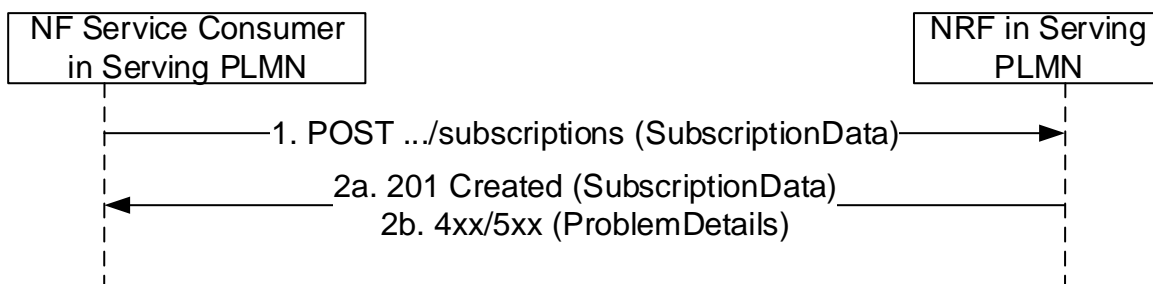 NF Service Consumer
in Serving PLMN
NRF in Serving
PLMN
1. POST .../subscriptions (SubscriptionData)
2a. 201 Created (SubscriptionData)
2b. 4xx/5xx (ProblemDetails)